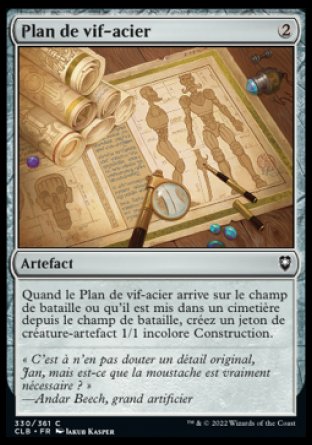 Plan de vif-acier 2
Artefact
Quand le Plan de vif-acier arrive sur le champ
de bataille ou qu'il est mis dans un cimetière
depuis le champ de bataille, créez un jeton de
créature-artefact 1/1 incolore Construction.
« C'est à n'en pas douter un détail original,
Jan, mais est-ce que la moustache est vraiment
nécessaire ? »
—Andar Beech, grand artificier
330/361 C
CLB • FR Jakub Kasper
™ & © 2022 Wizards of the Coast